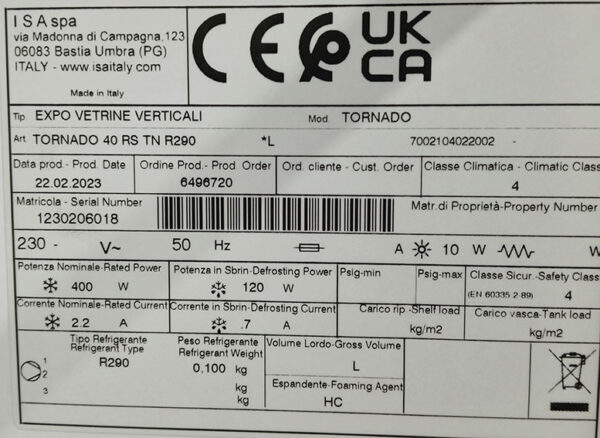 ISA spa
via Madonna di Campagna,123
06083 Bastia Umbra (PG)
ITALY - www.isaitaly.com
Made in Italy
CE UK CA
Tip. EXPO VETRINE VERTICALI Mod. TORNADO
Art. TORNADO 40 RS TN R290 *L 7002104022002 -
Data prod.- Prod. Date Ordine Prod.- Prod Order Ord. cliente - Cust. Order Classe Climatica - Climatic Class
22.02.2023 6496720 4
Matricola - Serial Number Matr di Proprietà-Property Number
1230206018
230 - V~ 50 Hz A 10 W W
Potenza Nominale-Rated Power Potenza in Sbrin-Defrosting Power Psig-min Psig-max Classe Sicur.-Safety Class
400 W 120 W (EN 60335 2-89) 4
Corrente Nominale-Rated Current Corrente in Sbrin-Defrosting Current Carico rip -Shelf load Carico vasca-Tank load
2.2 A .7 A kg/m2 kg/m2
Tipo Refrigerante Peso Refrigerante Volume Lordo-Gross Volume
Refrigerant Type Refrigerant Weight
1 R290 0,100 kg L
2 kg Espandente-Foaming Agent
3 kg HC